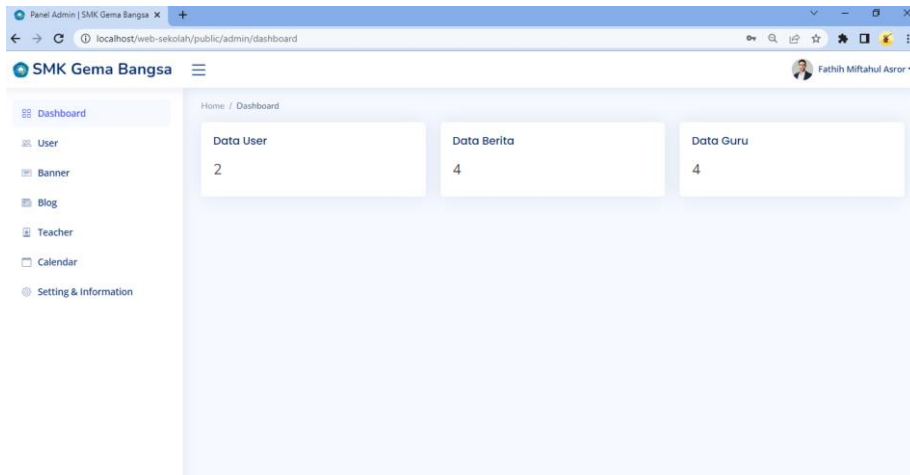 Panel Admin | SMK Gema Bangsa
localhost/web-sekolah/public/admin/dashboard
SMK Gema Bangsa
Fathih Miftahul Asror
Home / Dashboard
Dashboard
User
Banner
Blog
Teacher
Calendar
Setting & Information
Data User
2
Data Berita
4
Data Guru
4